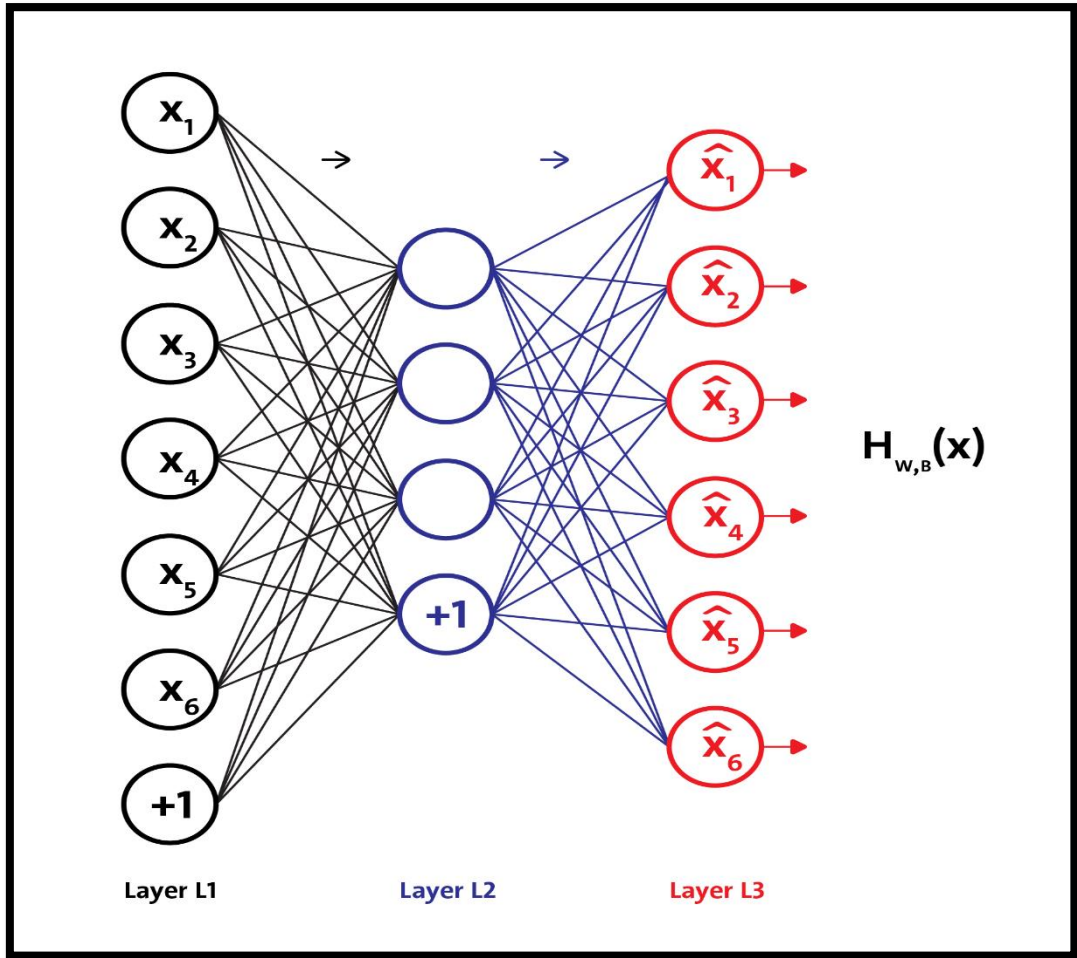 x₁
x₂
x₃
x₄
x₅
x₆
+1
Layer L1
+1
Layer L2
x̂₁
x̂₂
x̂₃
x̂₄
x̂₅
x̂₆
Layer L3
H_W,B(x)